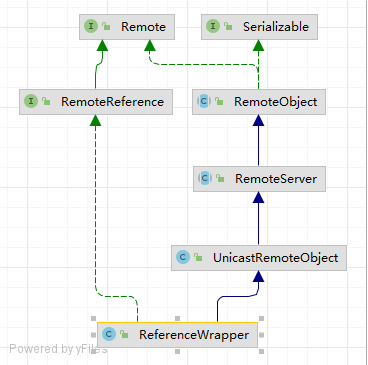 Remote
Serializable
RemoteReference
RemoteObject
RemoteServer
UnicastRemoteObject
ReferenceWrapper
Powered by yFiles